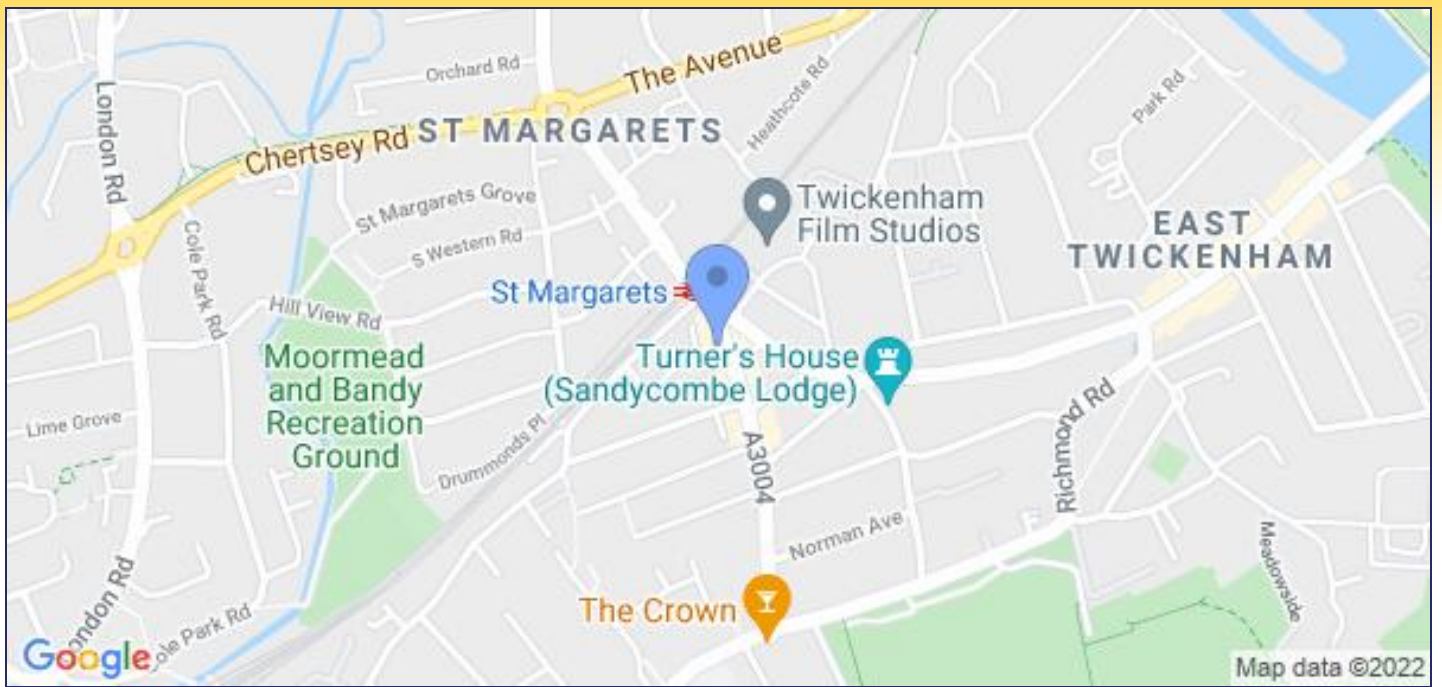 Orchard Rd
The Avenue
Heathcote Rd
Park Rd
London Rd
Chertsey Rd
ST MARGARETS
St Margarets Grove
Twickenham
Film Studios
EAST
TWICKENHAM
Cole Park Rd
S Western Rd
St Margarets
Hill View Rd
Moormead
and Bandy
Recreation
Ground
Turner's House
(Sandycombe Lodge)
Lime Grove
Drummonds Pl
A3004
Richmond Rd
Norman Ave
Meadowside
The Crown
London Rd
Cole Park Rd
Google
Map data ©2022